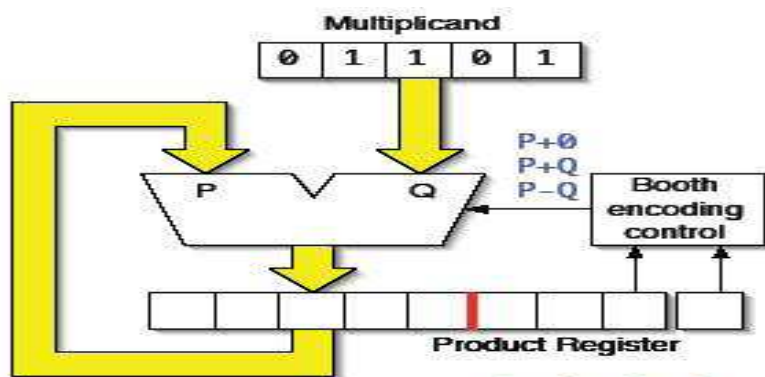 Multiplicand
0 1 1 0 1
P+0
P+Q
P-Q
P
Q
Booth
encoding
control
Product Register